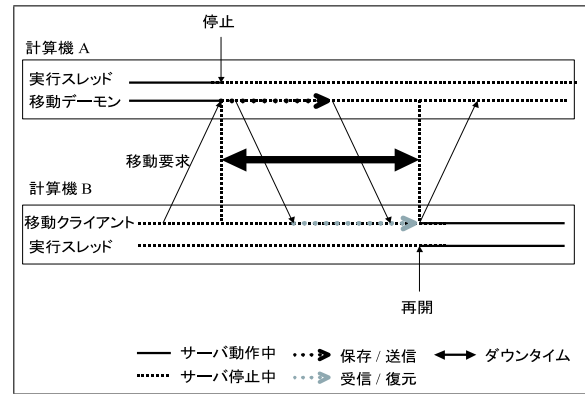 停止
計算機 A
実行スレッド
移動デーモン
移動要求
計算機 B
移動クライアント
実行スレッド
再開
サーバ動作中
保存 / 送信
ダウンタイム
サーバ停止中
受信 / 復元